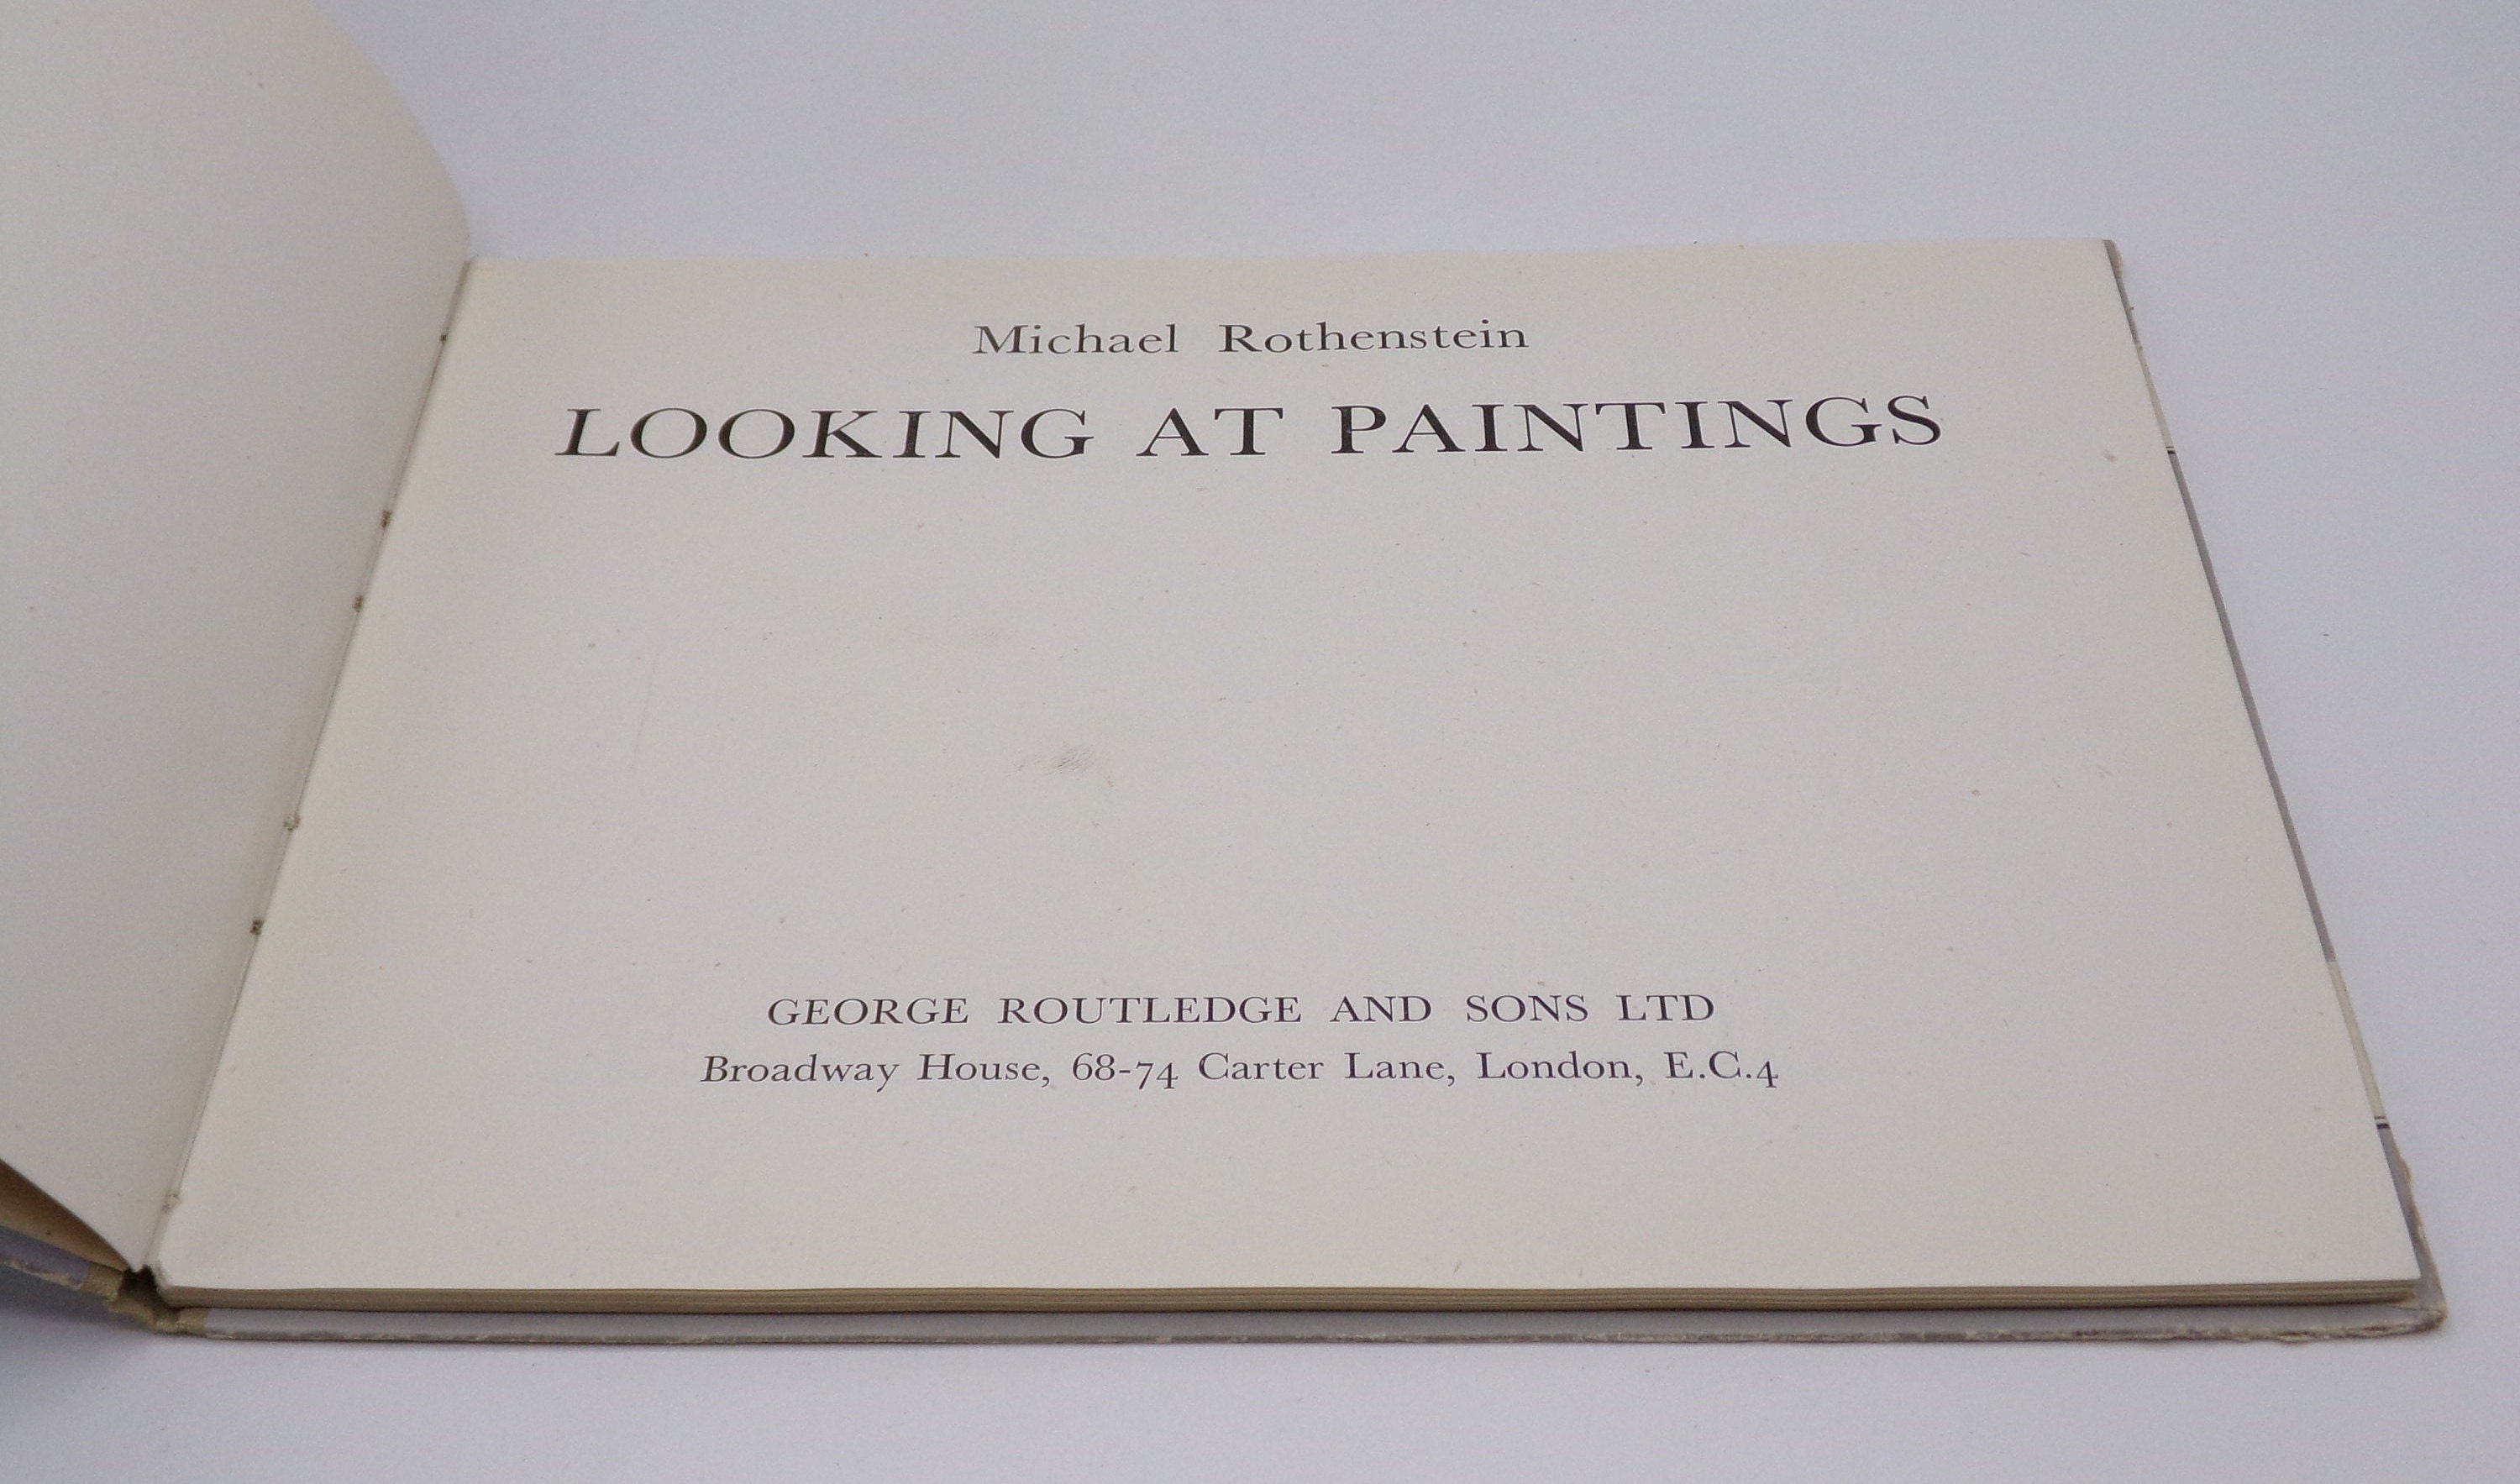 Michael Rothenstein
LOOKING AT PAINTINGS
GEORGE ROUTLEDGE AND SONS LTD
Broadway House, 68-74 Carter Lane, London, E.C.4